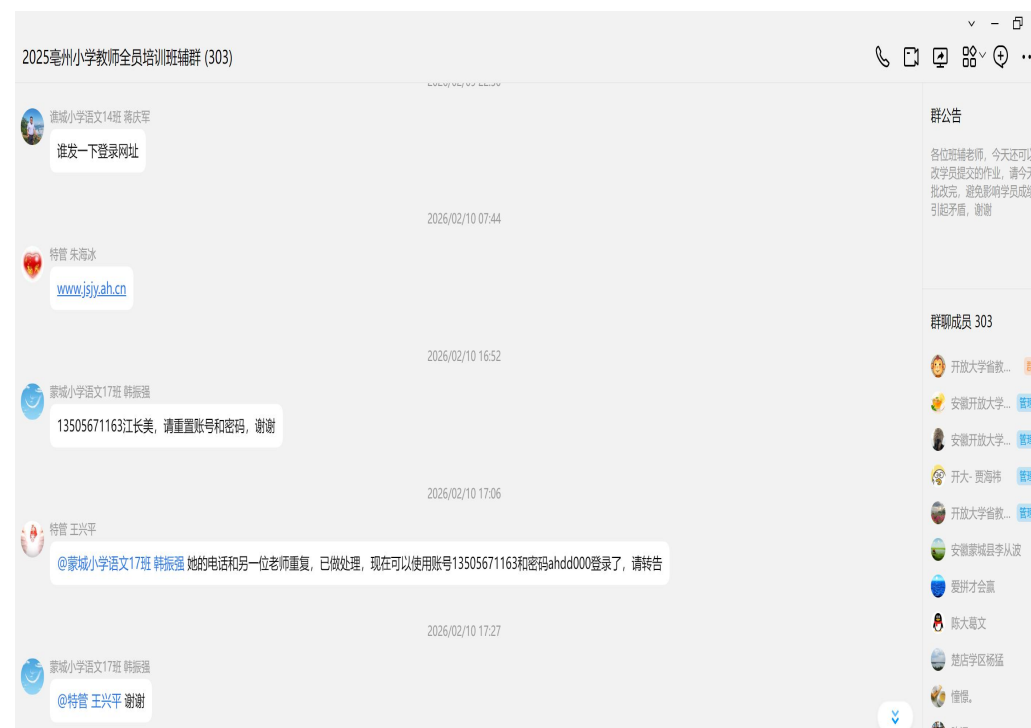 2025亳州小学教师全员培训班辅群 (303)
谯城小学语文14班 蒋庆军
谁发一下登录网址
2026/02/10 07:44
特管 朱海冰
www.jsjy.ah.cn
2026/02/10 16:52
蒙城小学语文17班 韩振强
13505671163江长美，请重置账号和密码，谢谢
2026/02/10 17:06
特管 王兴平
@蒙城小学语文17班 韩振强 她的电话和另一位老师重复，已做处理，现在可以使用账号13505671163和密码ahdd000登录了，请转告
2026/02/10 17:27
蒙城小学语文17班 韩振强
@特管 王兴平 谢谢
群公告
各位班辅老师，今天还可以
改学员提交的作业，请今天
批改完，避免影响学员成绩
引起矛盾，谢谢
群聊成员 303
开放大学省教...
安徽开放大学... 管理
安徽开放大学... 管理
开大- 贾海祎 管理
开放大学省教... 管理
安徽蒙城县李从波
爱拼才会赢
陈大葛文
楚店学区杨猛
憧憬。